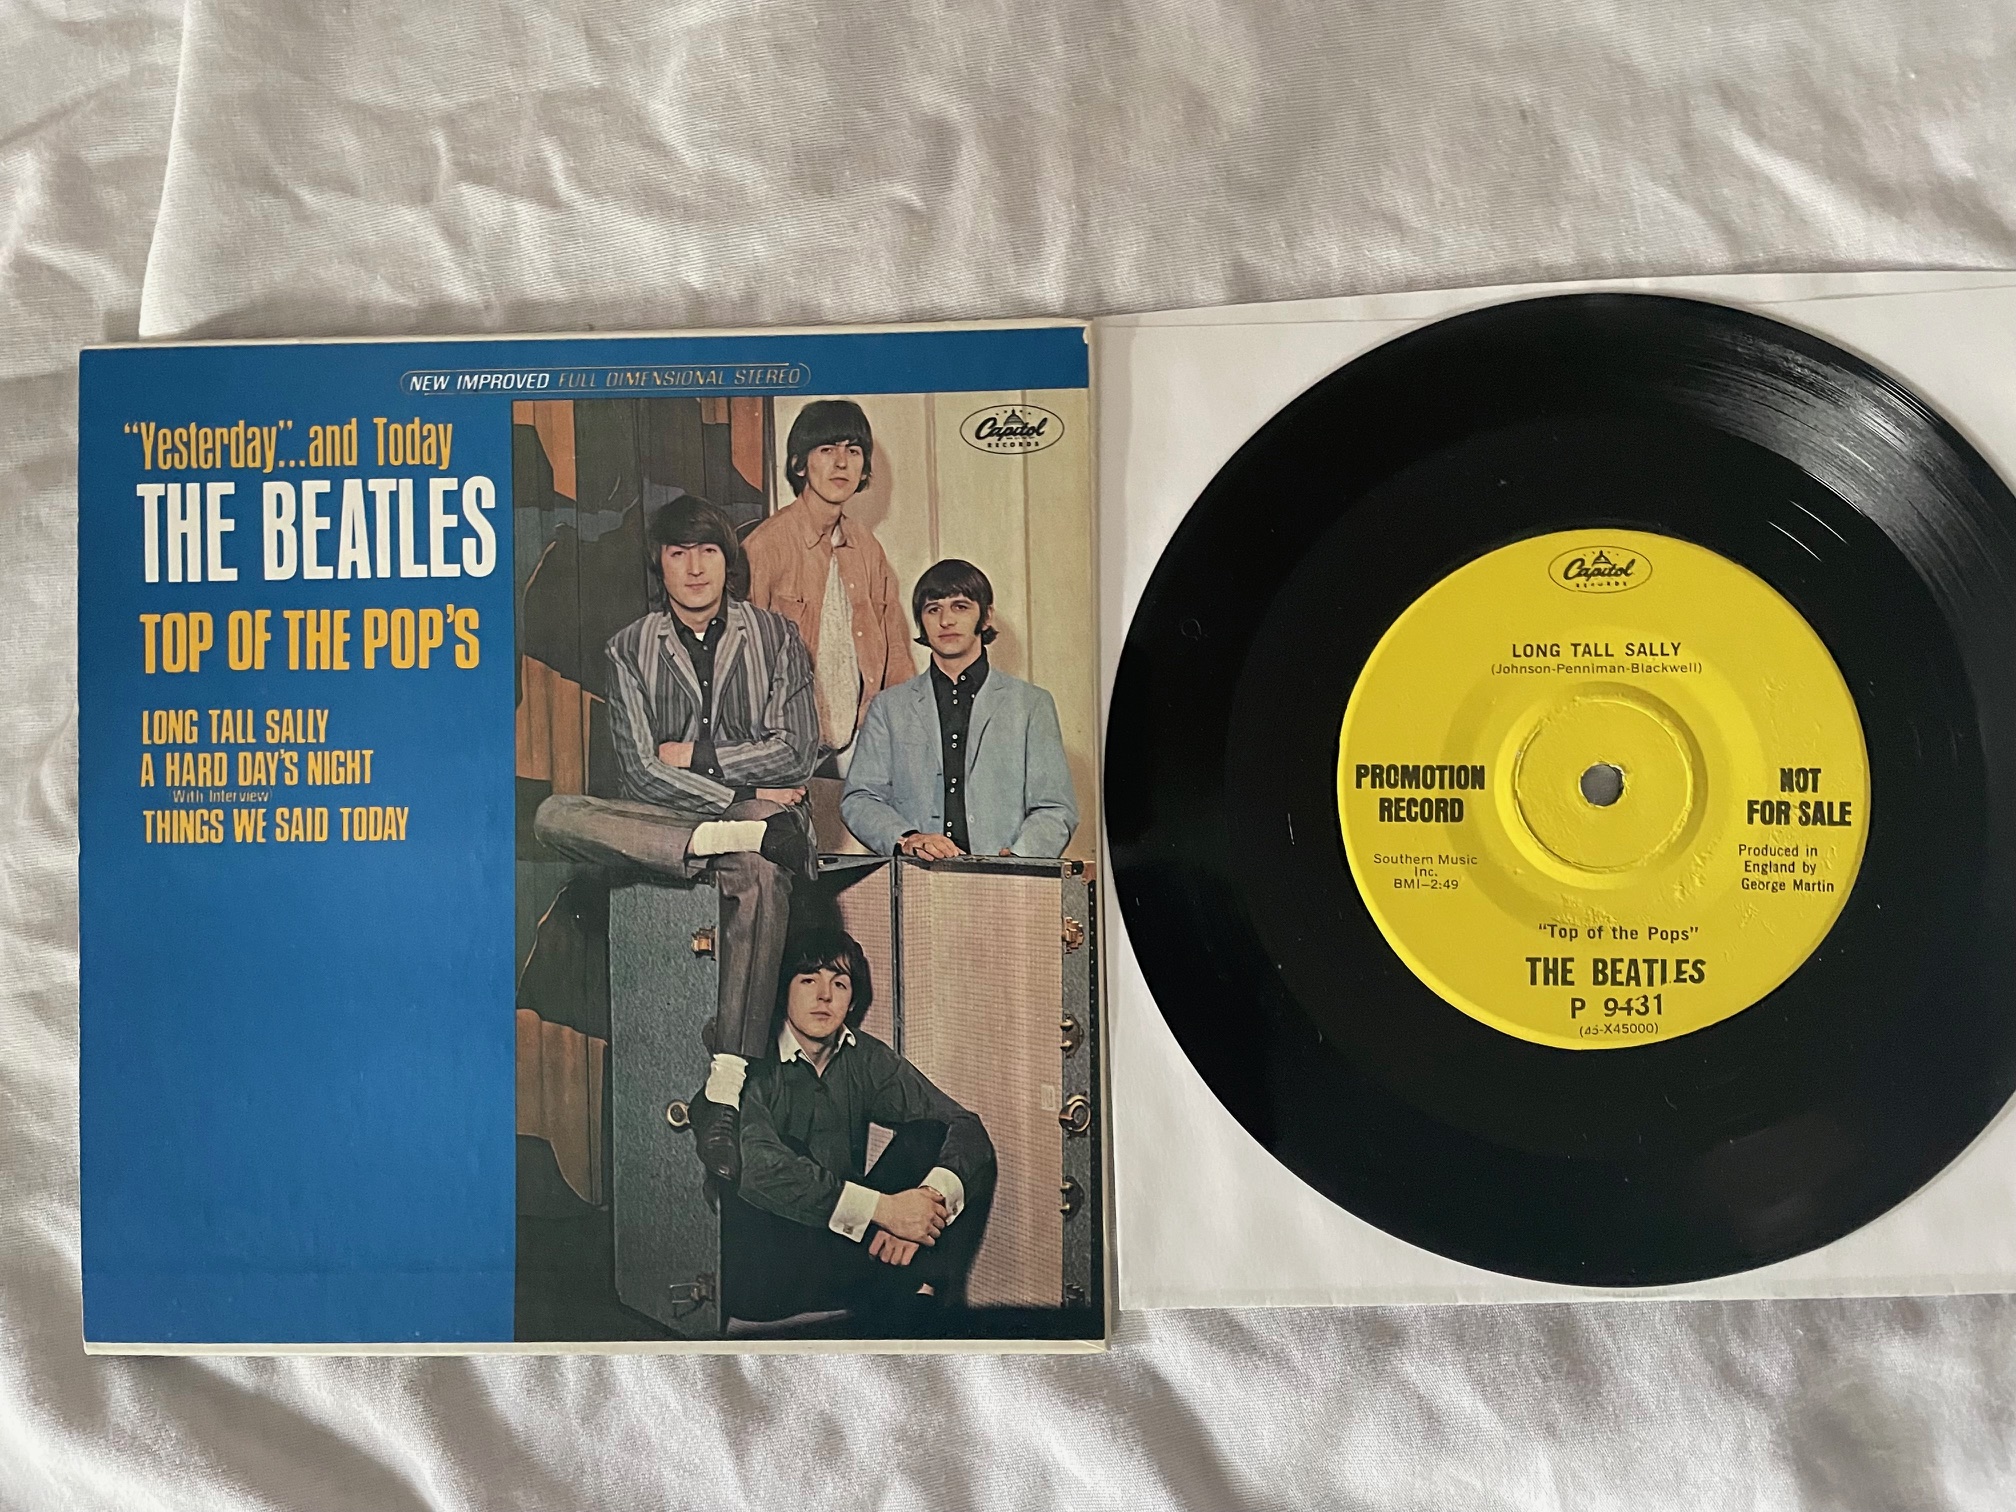 NEW IMPROVED FULL DIMENSIONAL STEREO
"Yesterday"...and Today
THE BEATLES
TOP OF THE POP'S
LONG TALL SALLY
A HARD DAY'S NIGHT
With Interview
THINGS WE SAID TODAY
Capitol
RECORDS
Capitol
RECORDS
LONG TALL SALLY
(Johnson-Penniman-Blackwell)
PROMOTION
RECORD
NOT
FOR SALE
Southern Music
Inc.
BMI-2:49
Produced in
England by
George Martin
"Top of the Pops"
THE BEATLES
P 9431
(45-X45000)